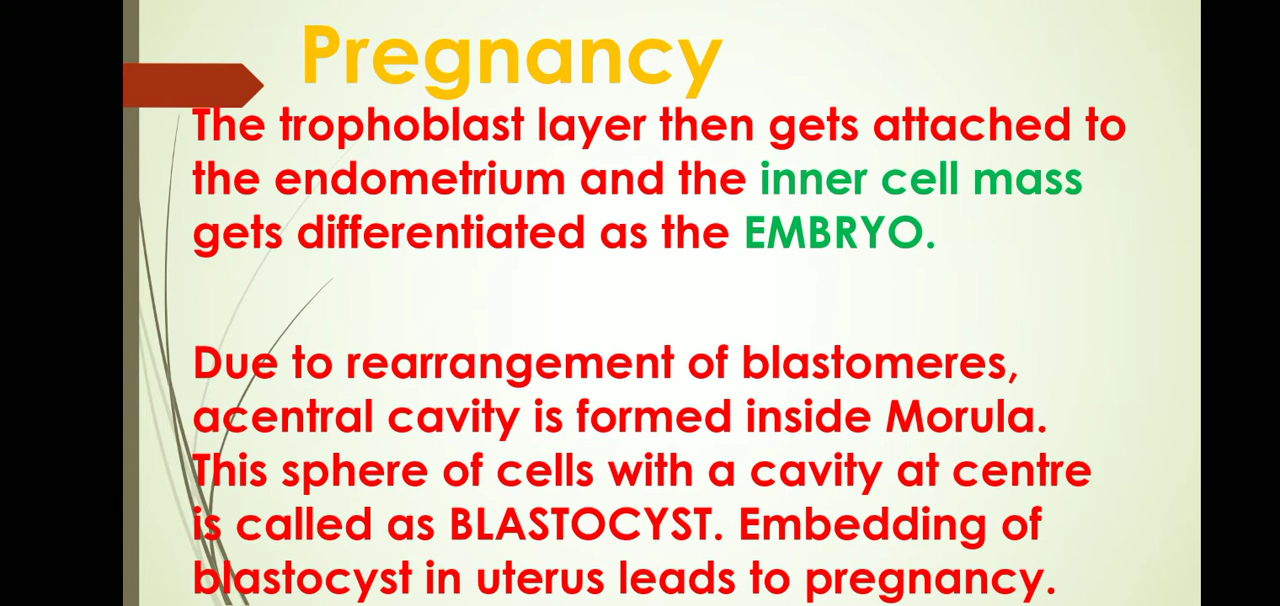 Pregnancy
The trophoblast layer then gets attached to
the endometrium and the inner cell mass
gets differentiated as the EMBRYO.
Due to rearrangement of blastomeres,
acentral cavity is formed inside Morula.
This sphere of cells with a cavity at centre
is called as BLASTOCYST. Embedding of
blastocyst in uterus leads to pregnancy.